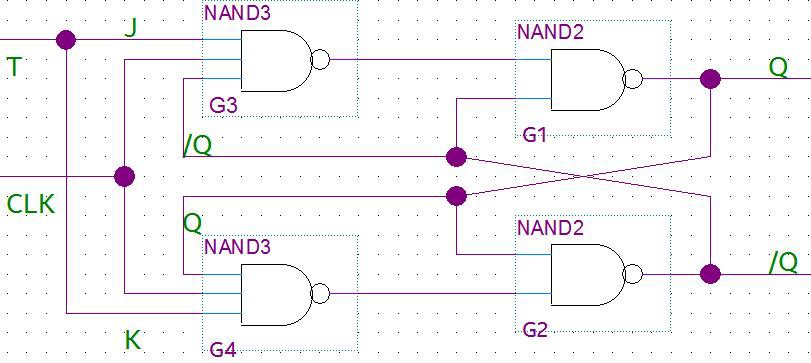 NAND3
J
NAND2
T
Q
G3
G1
/Q
CLK
Q
NAND2
NAND3
/Q
K
G2
G4